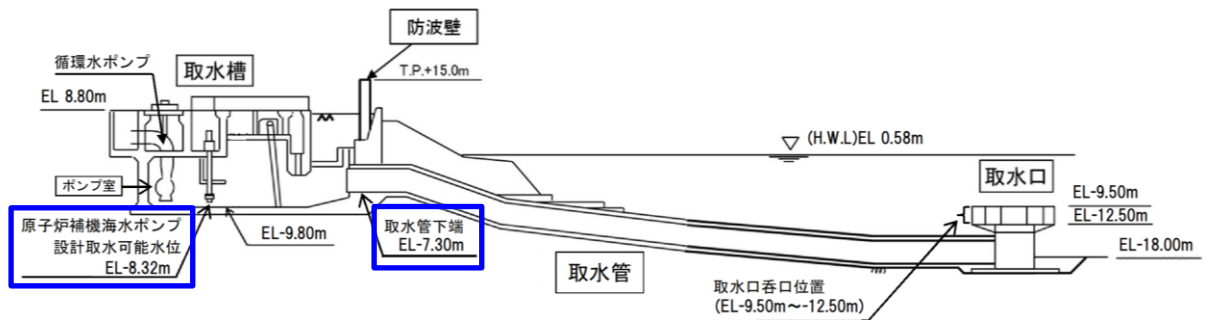 防波壁
循環水ポンプ
取水槽
T.P.+15.0m
EL 8.80m
(H.W.L)EL 0.58m
取水口
ポンプ室
EL-9.50m
EL-12.50m
原子炉補機海水ポンプ
設計取水可能水位
EL-8.32m
EL-9.80m
取水管下端
EL-7.30m
EL-18.00m
取水管
取水口呑口位置
(EL-9.50m～-12.50m)